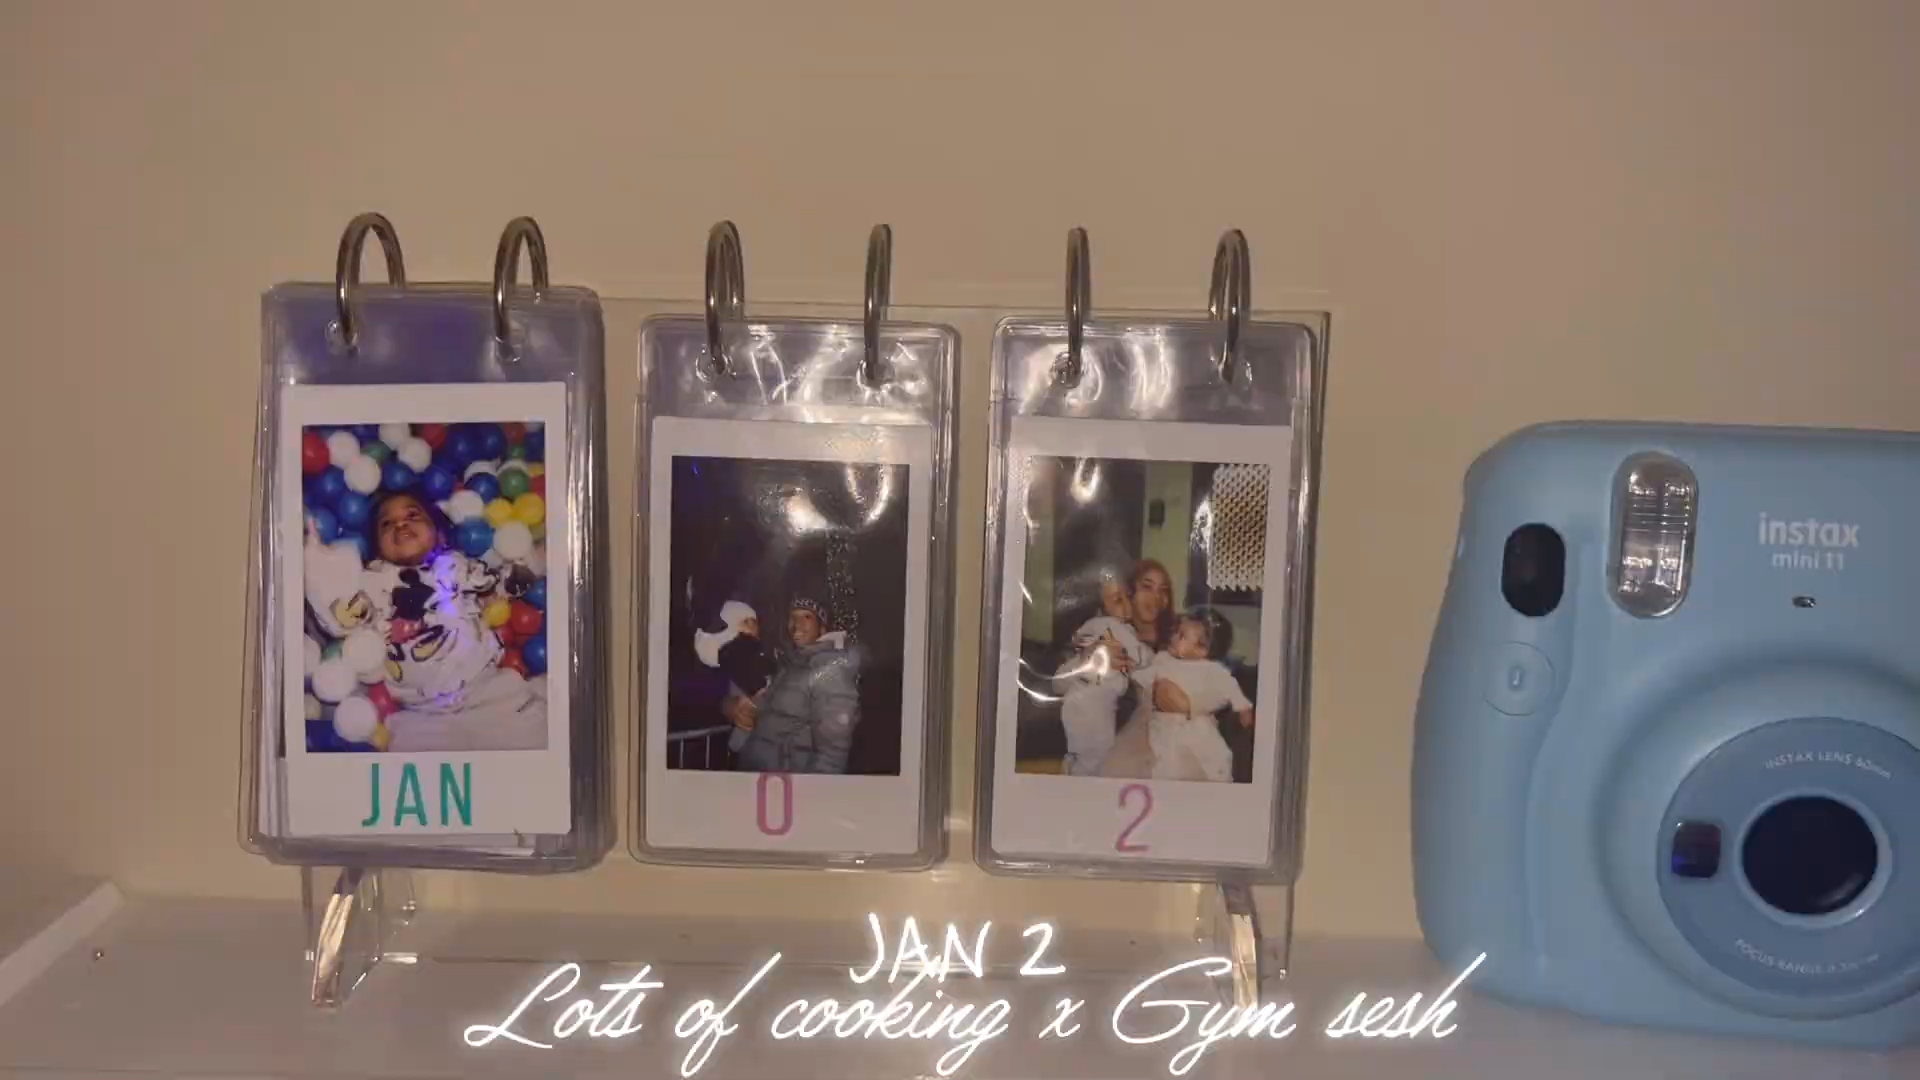 JAN
0
2
instax
mini 11
INSTAX LENS 60mm
JAN 2
Lots of cooking x Gym sesh